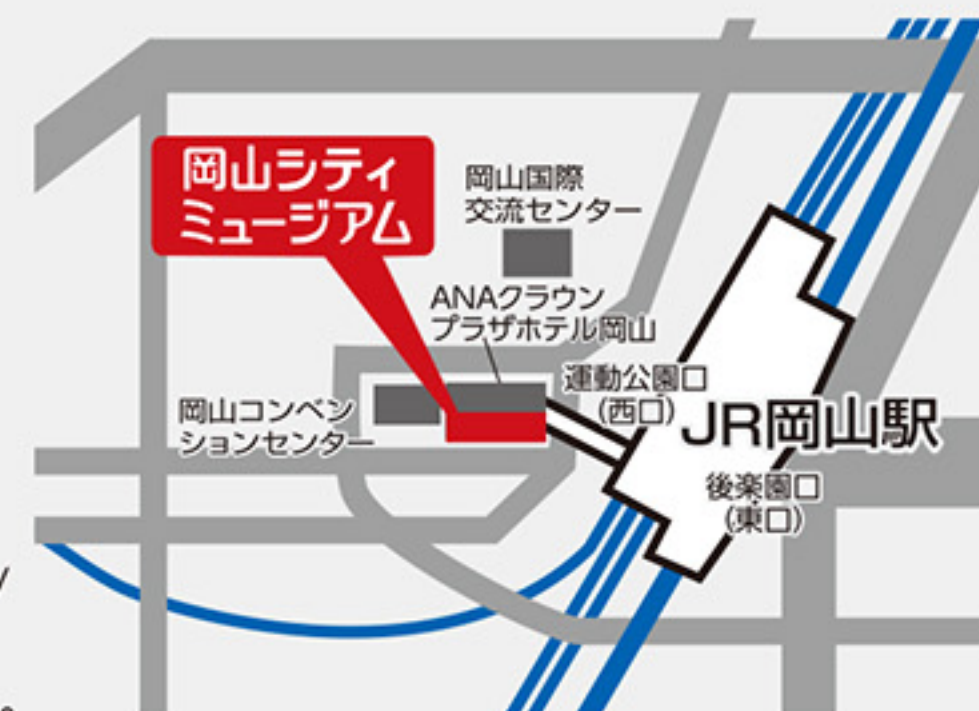 岡山シティ
ミュージアム
岡山国際
交流センター
ANAクラウン
プラザホテル岡山
運動公園口
(西口)
岡山コンベン
ションセンター
JR岡山駅
後楽園口
(東口)